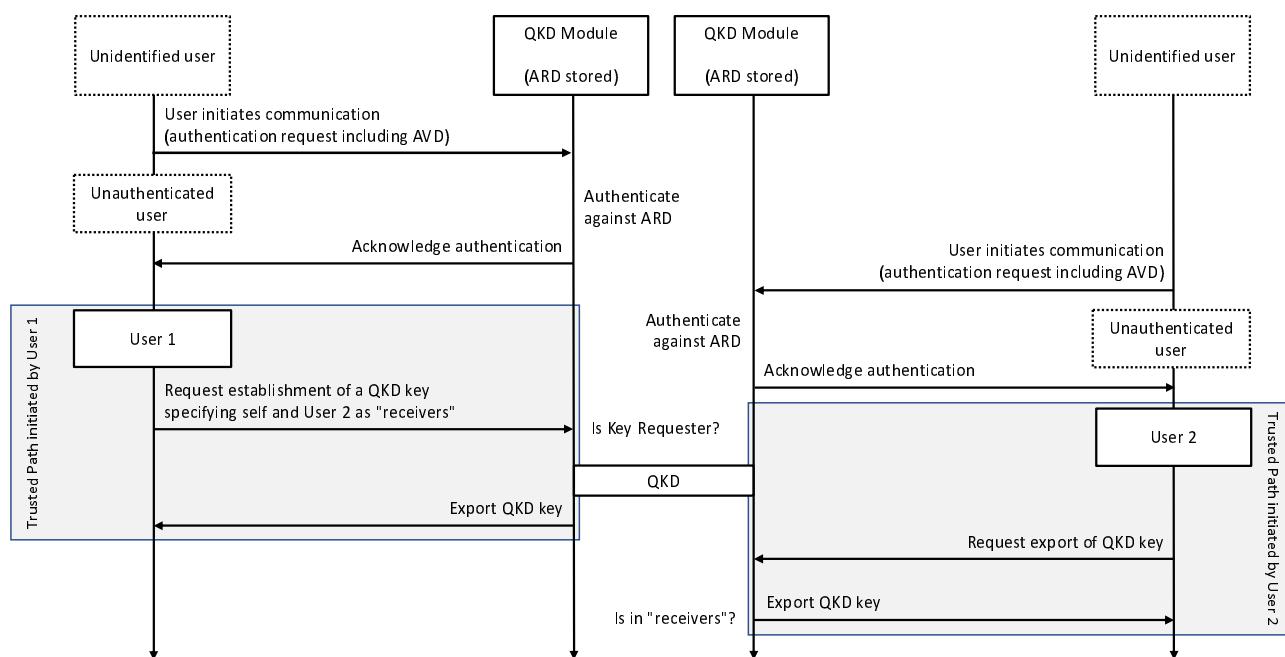 Unidentified user
QKD Module
(ARD stored)
QKD Module
(ARD stored)
Unidentified user
User initiates communication
(authentication request including AVD)
Unauthenticated
user
Authenticate
against ARD
Acknowledge authentication
User initiates communication
(authentication request including AVD)
Trusted Path initiated by User 1
User 1
Authenticate
against ARD
Unauthenticated
user
Acknowledge authentication
Request establishment of a QKD key
specifying self and User 2 as "receivers"
Is Key Requester?
User 2
Trusted Path initiated by User 2
QKD
Export QKD key
Request export of QKD key
Is in "receivers"?
Export QKD key